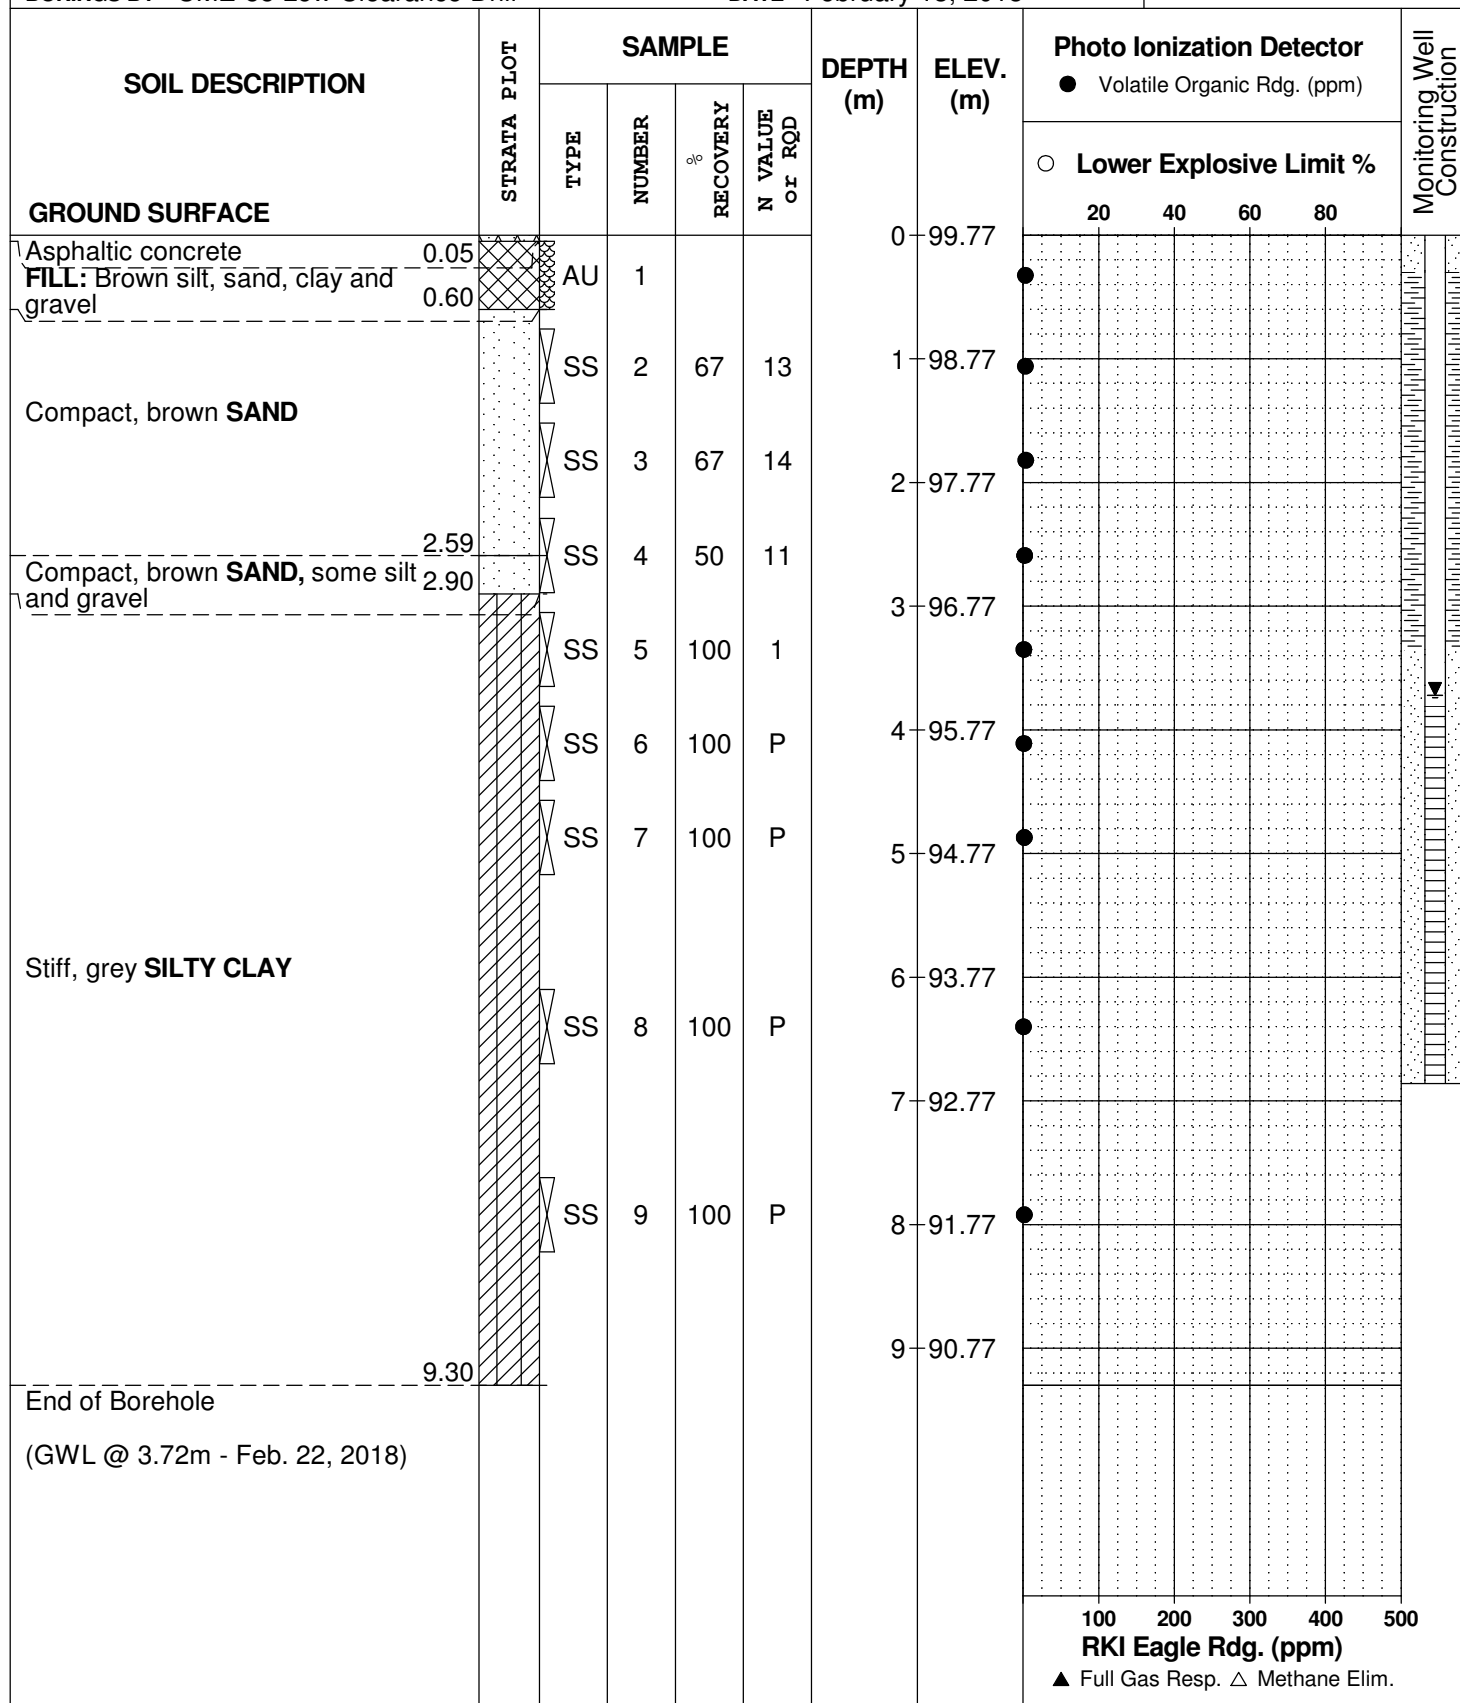 SOIL DESCRIPTION
GROUND SURFACE
STRATA PLOT
SAMPLE
TYPE
NUMBER
% RECOVERY
N VALUE
or RQD
DEPTH
(m)
ELEV.
(m)
Photo Ionization Detector
● Volatile Organic Rdg. (ppm)
○ Lower Explosive Limit %
20 40 60 80
Monitoring Well
Construction
0 99.77
Asphaltic concrete 0.05
FILL: Brown silt, sand, clay and
gravel 0.60
AU 1
SS 2 67 13
1 98.77
Compact, brown SAND
SS 3 67 14
2 97.77
2.59
SS 4 50 11
Compact, brown SAND, some silt
and gravel 2.90
3 96.77
SS 5 100 1
4 95.77
SS 6 100 P
SS 7 100 P
5 94.77
Stiff, grey SILTY CLAY
6 93.77
SS 8 100 P
7 92.77
SS 9 100 P
8 91.77
9 90.77
9.30
End of Borehole
(GWL @ 3.72m - Feb. 22, 2018)
100 200 300 400 500
RKI Eagle Rdg. (ppm)
▲ Full Gas Resp. △ Methane Elim.